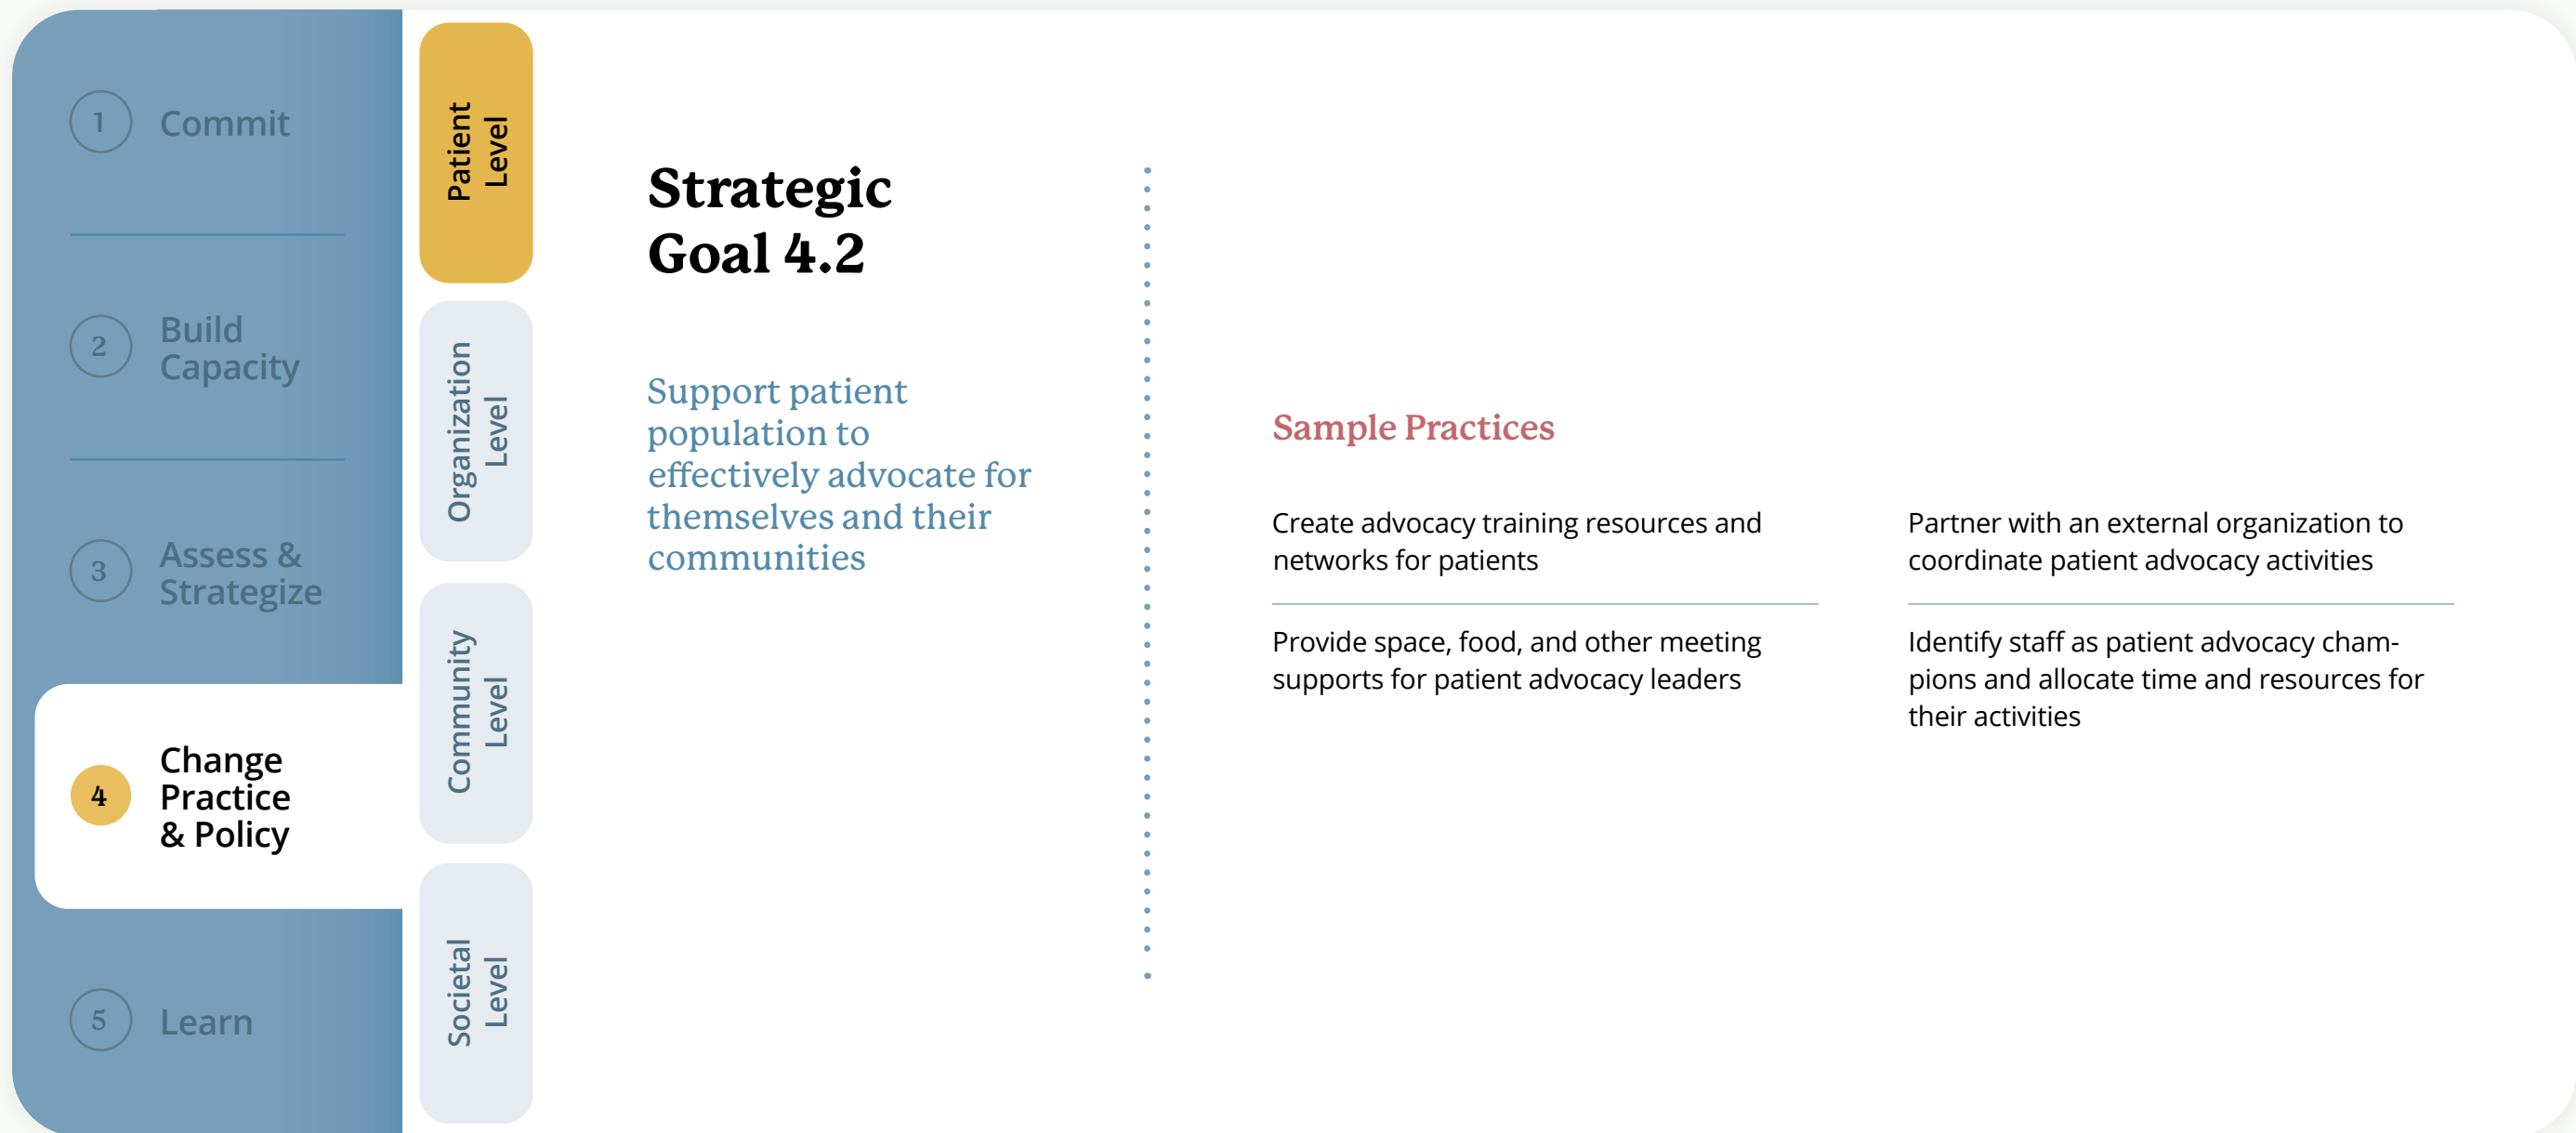 1
Commit
2
Build
Capacity
3
Assess &
Strategize
4
Change
Practice
& Policy
5
Learn
Patient
Level
Organization
Level
Community
Level
Societal
Level
Strategic
Goal 4.2
Support patient
population to
effectively advocate for
themselves and their
communities
Sample Practices
Create advocacy training resources and
networks for patients
Provide space, food, and other meeting
supports for patient advocacy leaders
Partner with an external organization to
coordinate patient advocacy activities
Identify staff as patient advocacy cham-
pions and allocate time and resources for
their activities